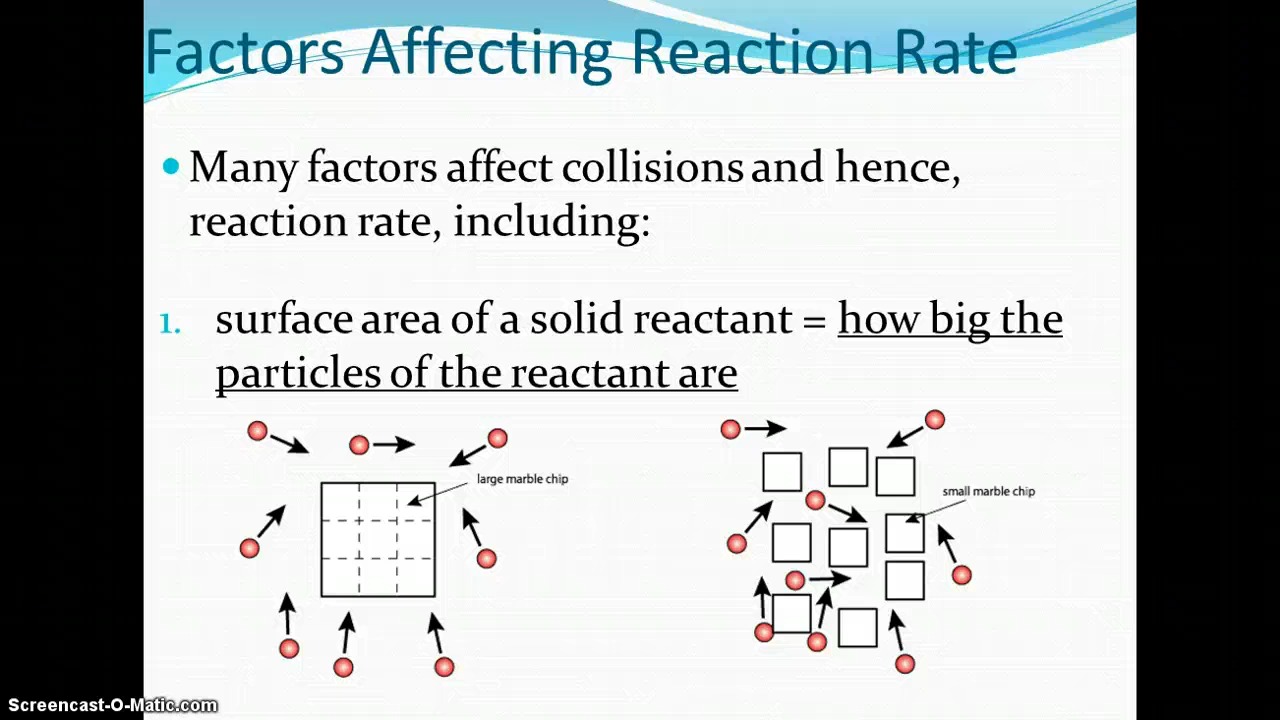 Factors Affecting Reaction Rate
• Many factors affect collisions and hence,
reaction rate, including:
1. surface area of a solid reactant = how big the
particles of the reactant are
large marble chip
small marble chip
Screencast-O-Matic.com